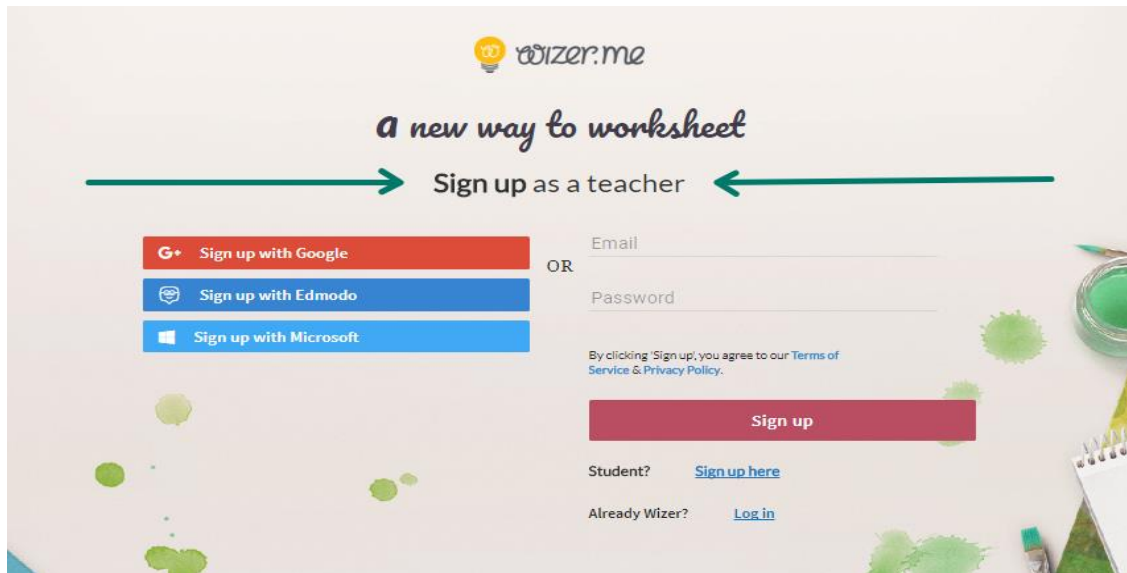 wizer.me
a new way to worksheet
Sign up as a teacher
G+ Sign up with Google
Sign up with Edmodo
Sign up with Microsoft
OR
Email
Password
By clicking 'Sign up', you agree to our Terms of
Service & Privacy Policy.
Sign up
Student? Sign up here
Already Wizer? Log in